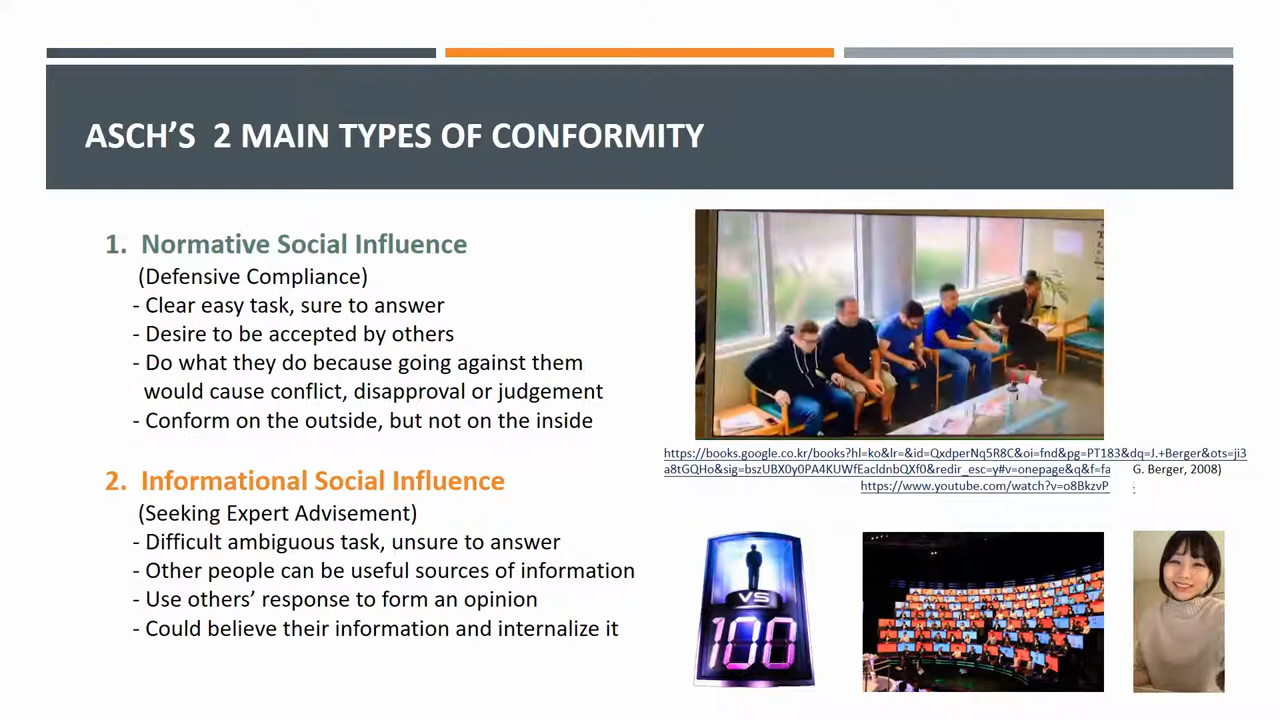 ASCH'S 2 MAIN TYPES OF CONFORMITY
1. Normative Social Influence
(Defensive Compliance)
- Clear easy task, sure to answer
- Desire to be accepted by others
- Do what they do because going against them
would cause conflict, disapproval or judgement
- Conform on the outside, but not on the inside
2. Informational Social Influence
(Seeking Expert Advisement)
- Difficult ambiguous task, unsure to answer
- Other people can be useful sources of information
- Use others' response to form an opinion
- Could believe their information and internalize it
https://books.google.co.kr/books?hl=ko&lr=&id=QxdperNq5R8C&oi=fnd&pg=PT183&dq=J.+Berger&ots=ji3
a8tGQHo&sig=bszUBX0y0PA4KUWfEacldnbQXf0&redir_esc=y#v=onepage&q&f=fa G. Berger, 2008)
https://www.youtube.com/watch?v=o8BkzvP
VS
100